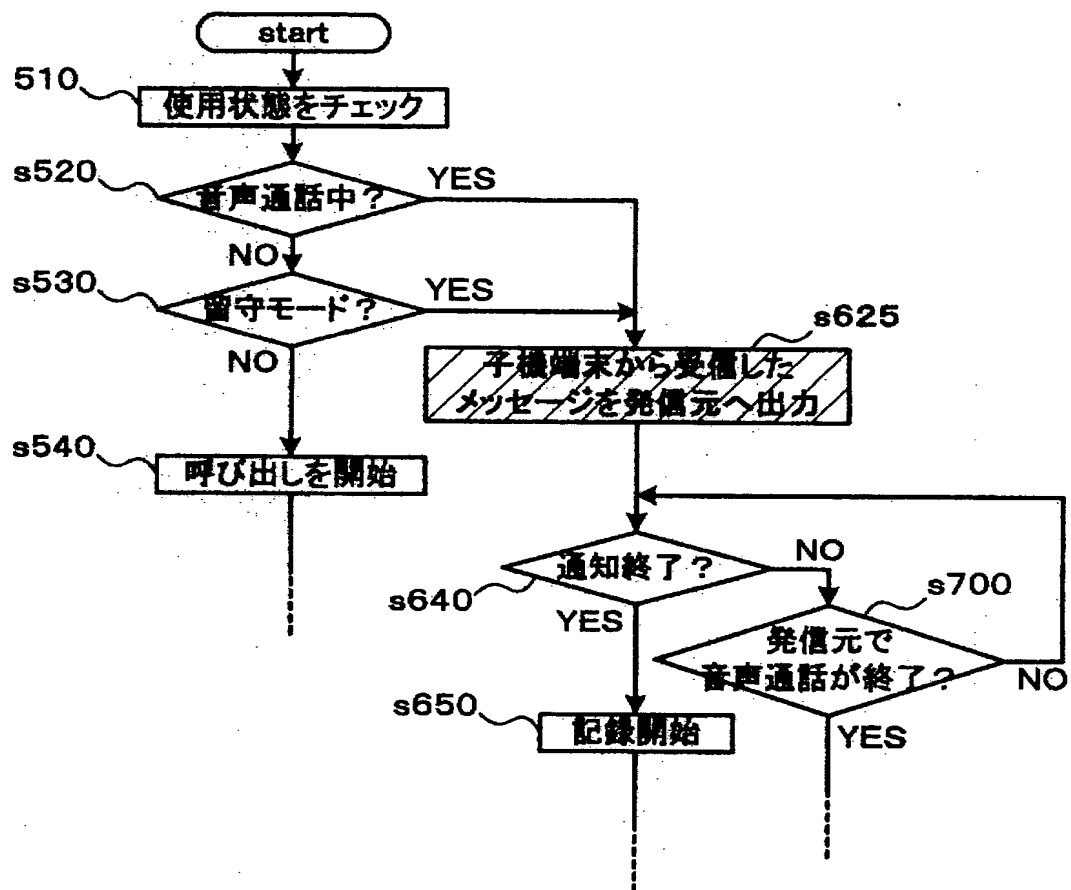 start
510
使用状態をチェック
s520
音声通話中?
YES
NO
s530
留守モード?
YES
NO
s625
子機端末から受信した
メッセージを発信元へ出力
s540
呼び出しを開始
通知終了?
NO
s640
YES
s700
発信元で
音声通話が終了?
NO
YES
s650
記録開始